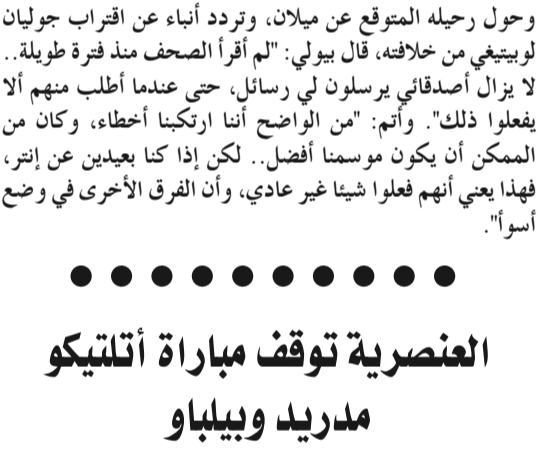 وحول رحيله المتوقع عن ميلان، وتردد أنباء عن اقتراب جوليان
لوبيتيغي من خلافته، قال بيولي: "لم أقرأ الصحف منذ فترة طويلة..
لا يزال أصدقائي يرسلون لي رسائل، حتى عندما أطلب منهم ألا
يفعلوا ذلك". وأتم: "من الواضح أننا ارتكبنا أخطاء، وكان من
الممكن أن يكون موسمنا أفضل.. لكن إذا كنا بعيدين عن إنتر،
فهذا يعني أنهم فعلوا شيئا غير عادي، وأن الفرق الأخرى في وضع
أسوأ".
العنصرية توقف مباراة أتلتيكو
مدريد وبيلباو